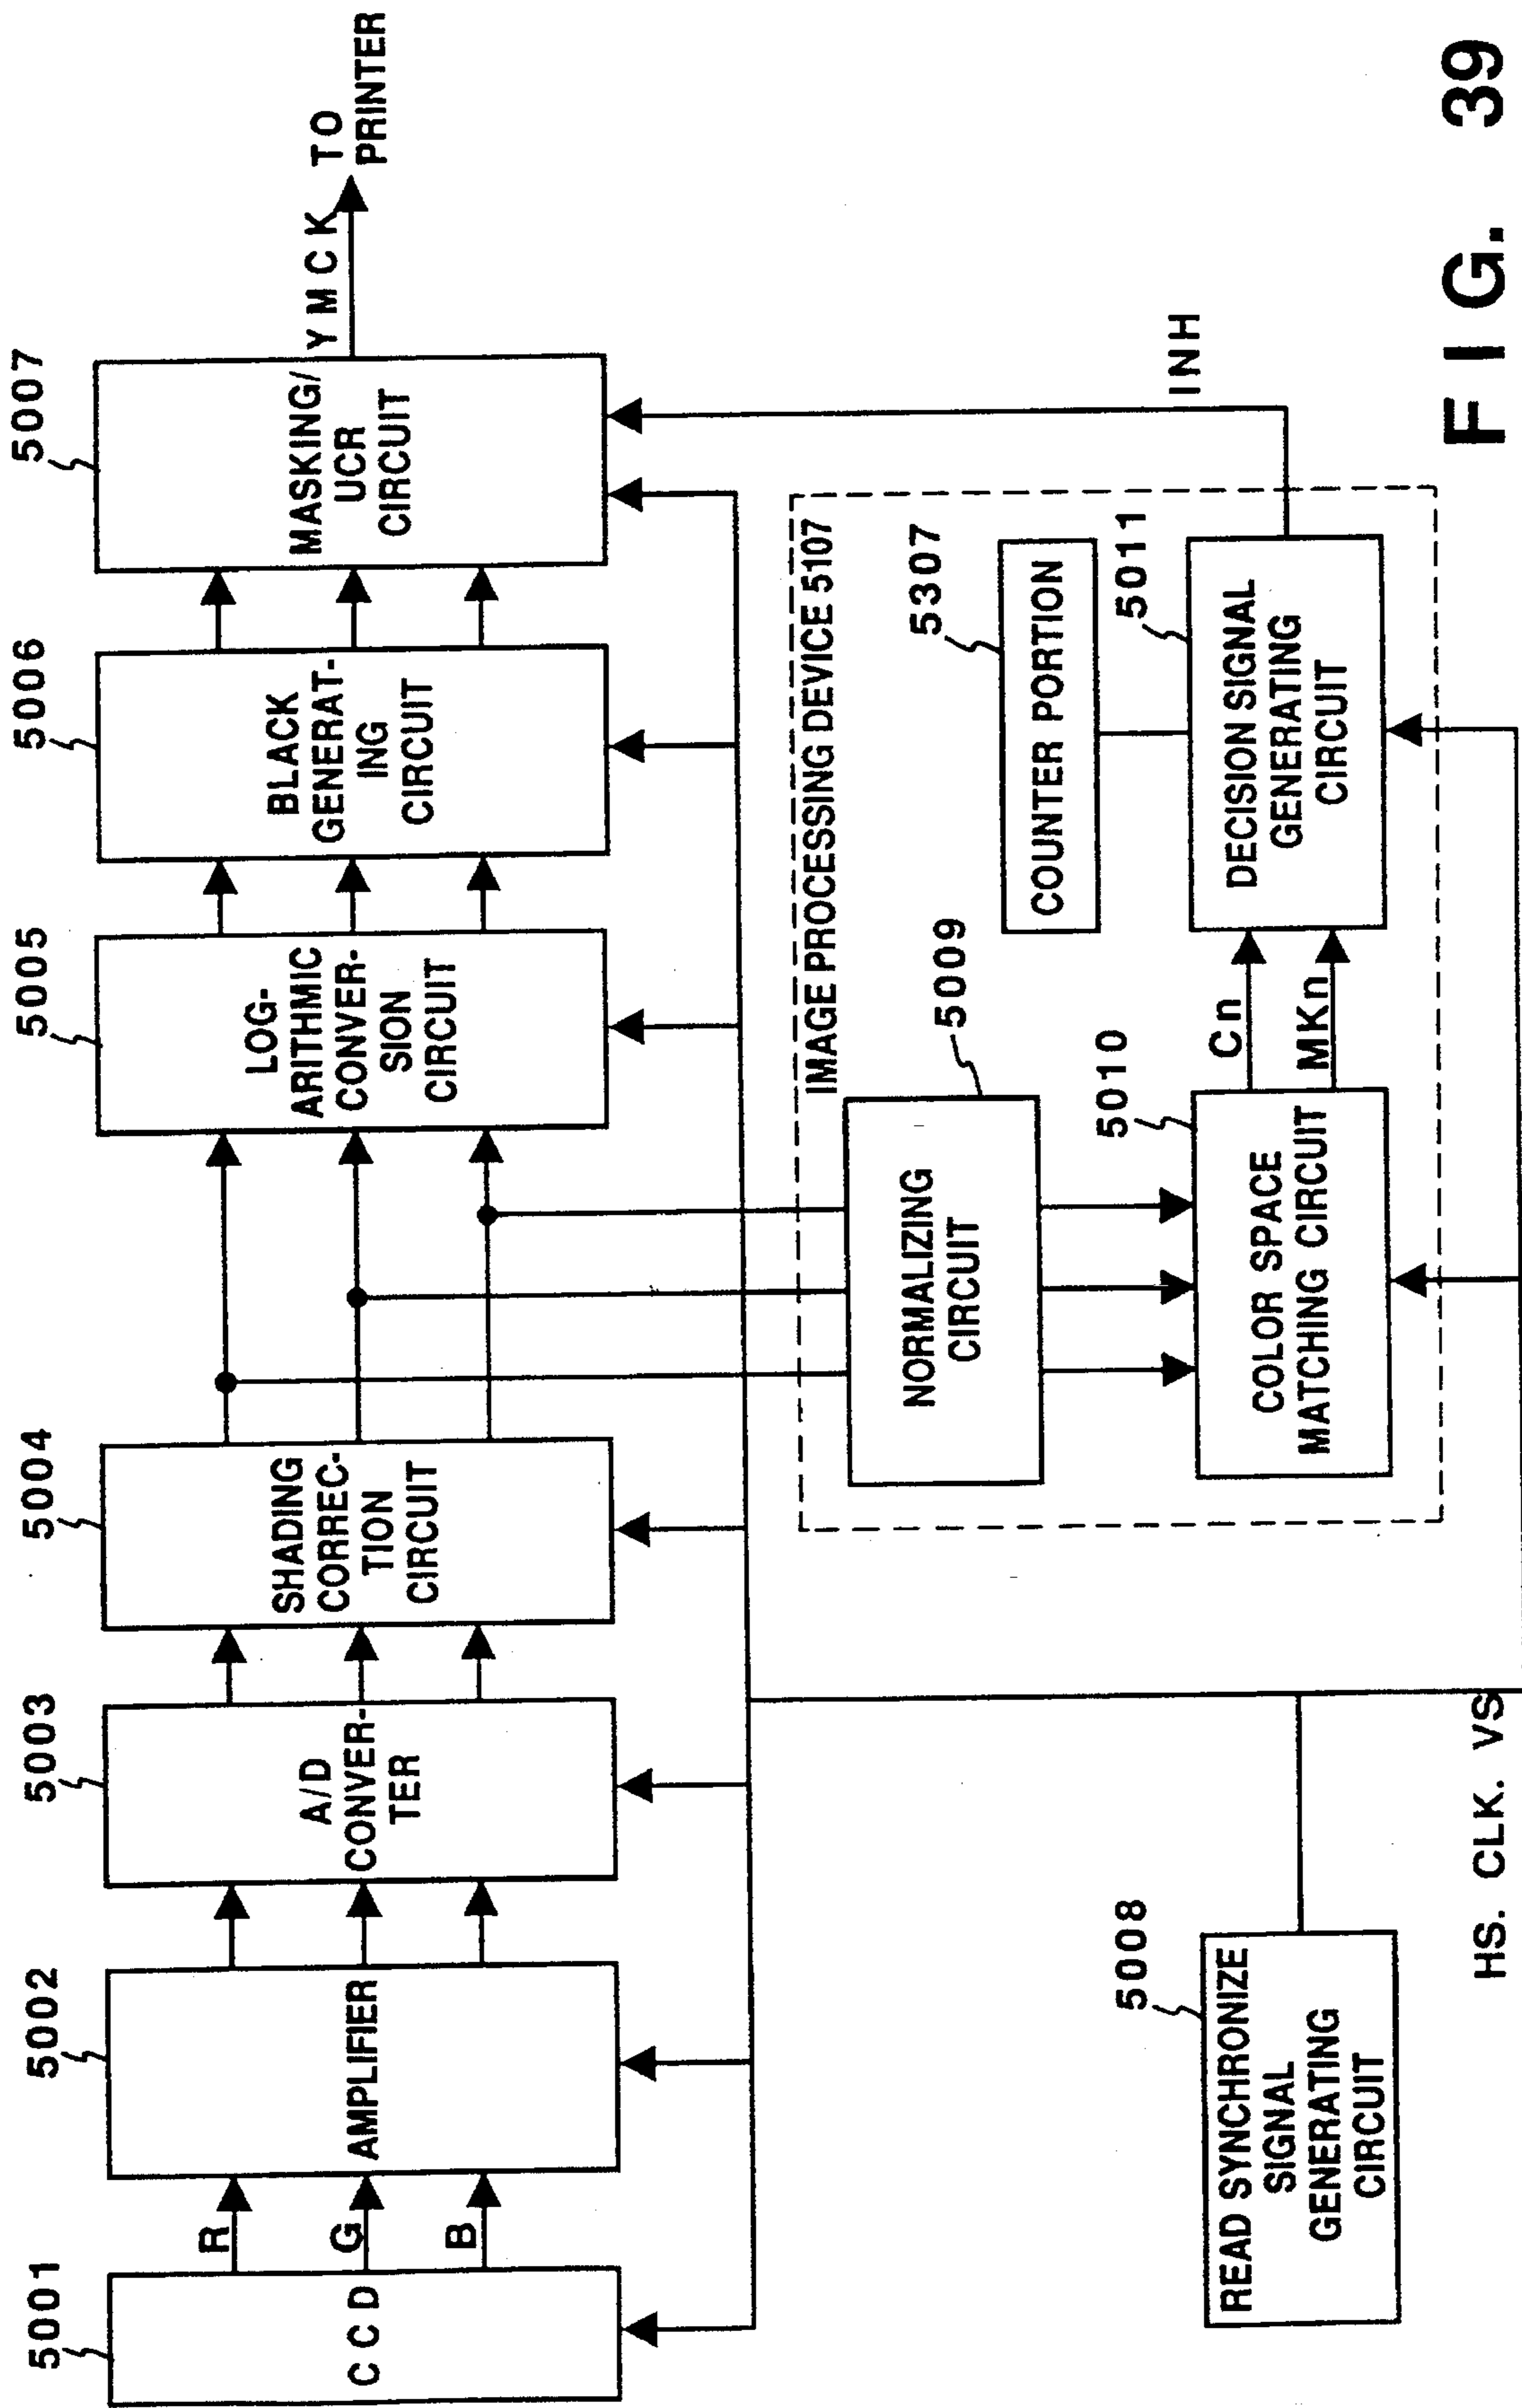 5001
CCD
R
G
B
5002
AMPLIFIER
5003
A/D
CONVER-
TER
5004
SHADING
CORREC-
TION
CIRCUIT
5005
LOG-
ARITHMIC
CONVER-
SION
CIRCUIT
5006
BLACK
GENERAT-
ING
CIRCUIT
5007
MASKING/
UCR
CIRCUIT
YMCK
TO
PRINTER
IMAGE PROCESSING DEVICE 5107
5009
NORMALIZING
CIRCUIT
5307
COUNTER PORTION
5010
COLOR SPACE
MATCHING CIRCUIT
Cn
MKn
5011
DECISION SIGNAL
GENERATING
CIRCUIT
INH
5008
READ SYNCHRONIZE
SIGNAL
GENERATING
CIRCUIT
HS. CLK. VS
FIG. 39